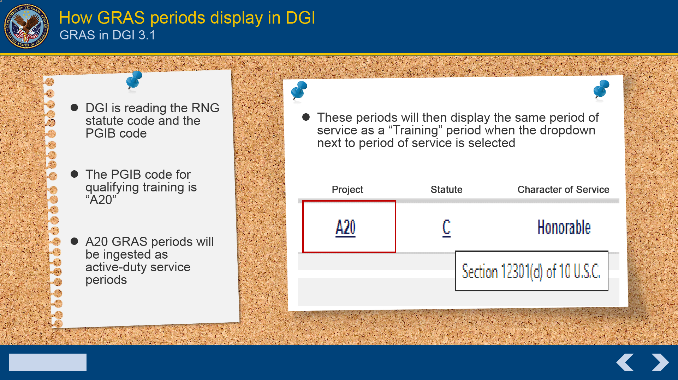 How GRAS periods display in DGI
GRAS in DGI 3.1
● DGI is reading the RNG
statute code and the
PGIB code
● The PGIB code for
qualifying training is
“A20”
● A20 GRAS periods will
be ingested as
active-duty service
periods
● These periods will then display the same period of
service as a “Training” period when the dropdown
next to period of service is selected
Project Statute Character of Service
A20 C Honorable
Section 12301(d) of 10 U.S.C.